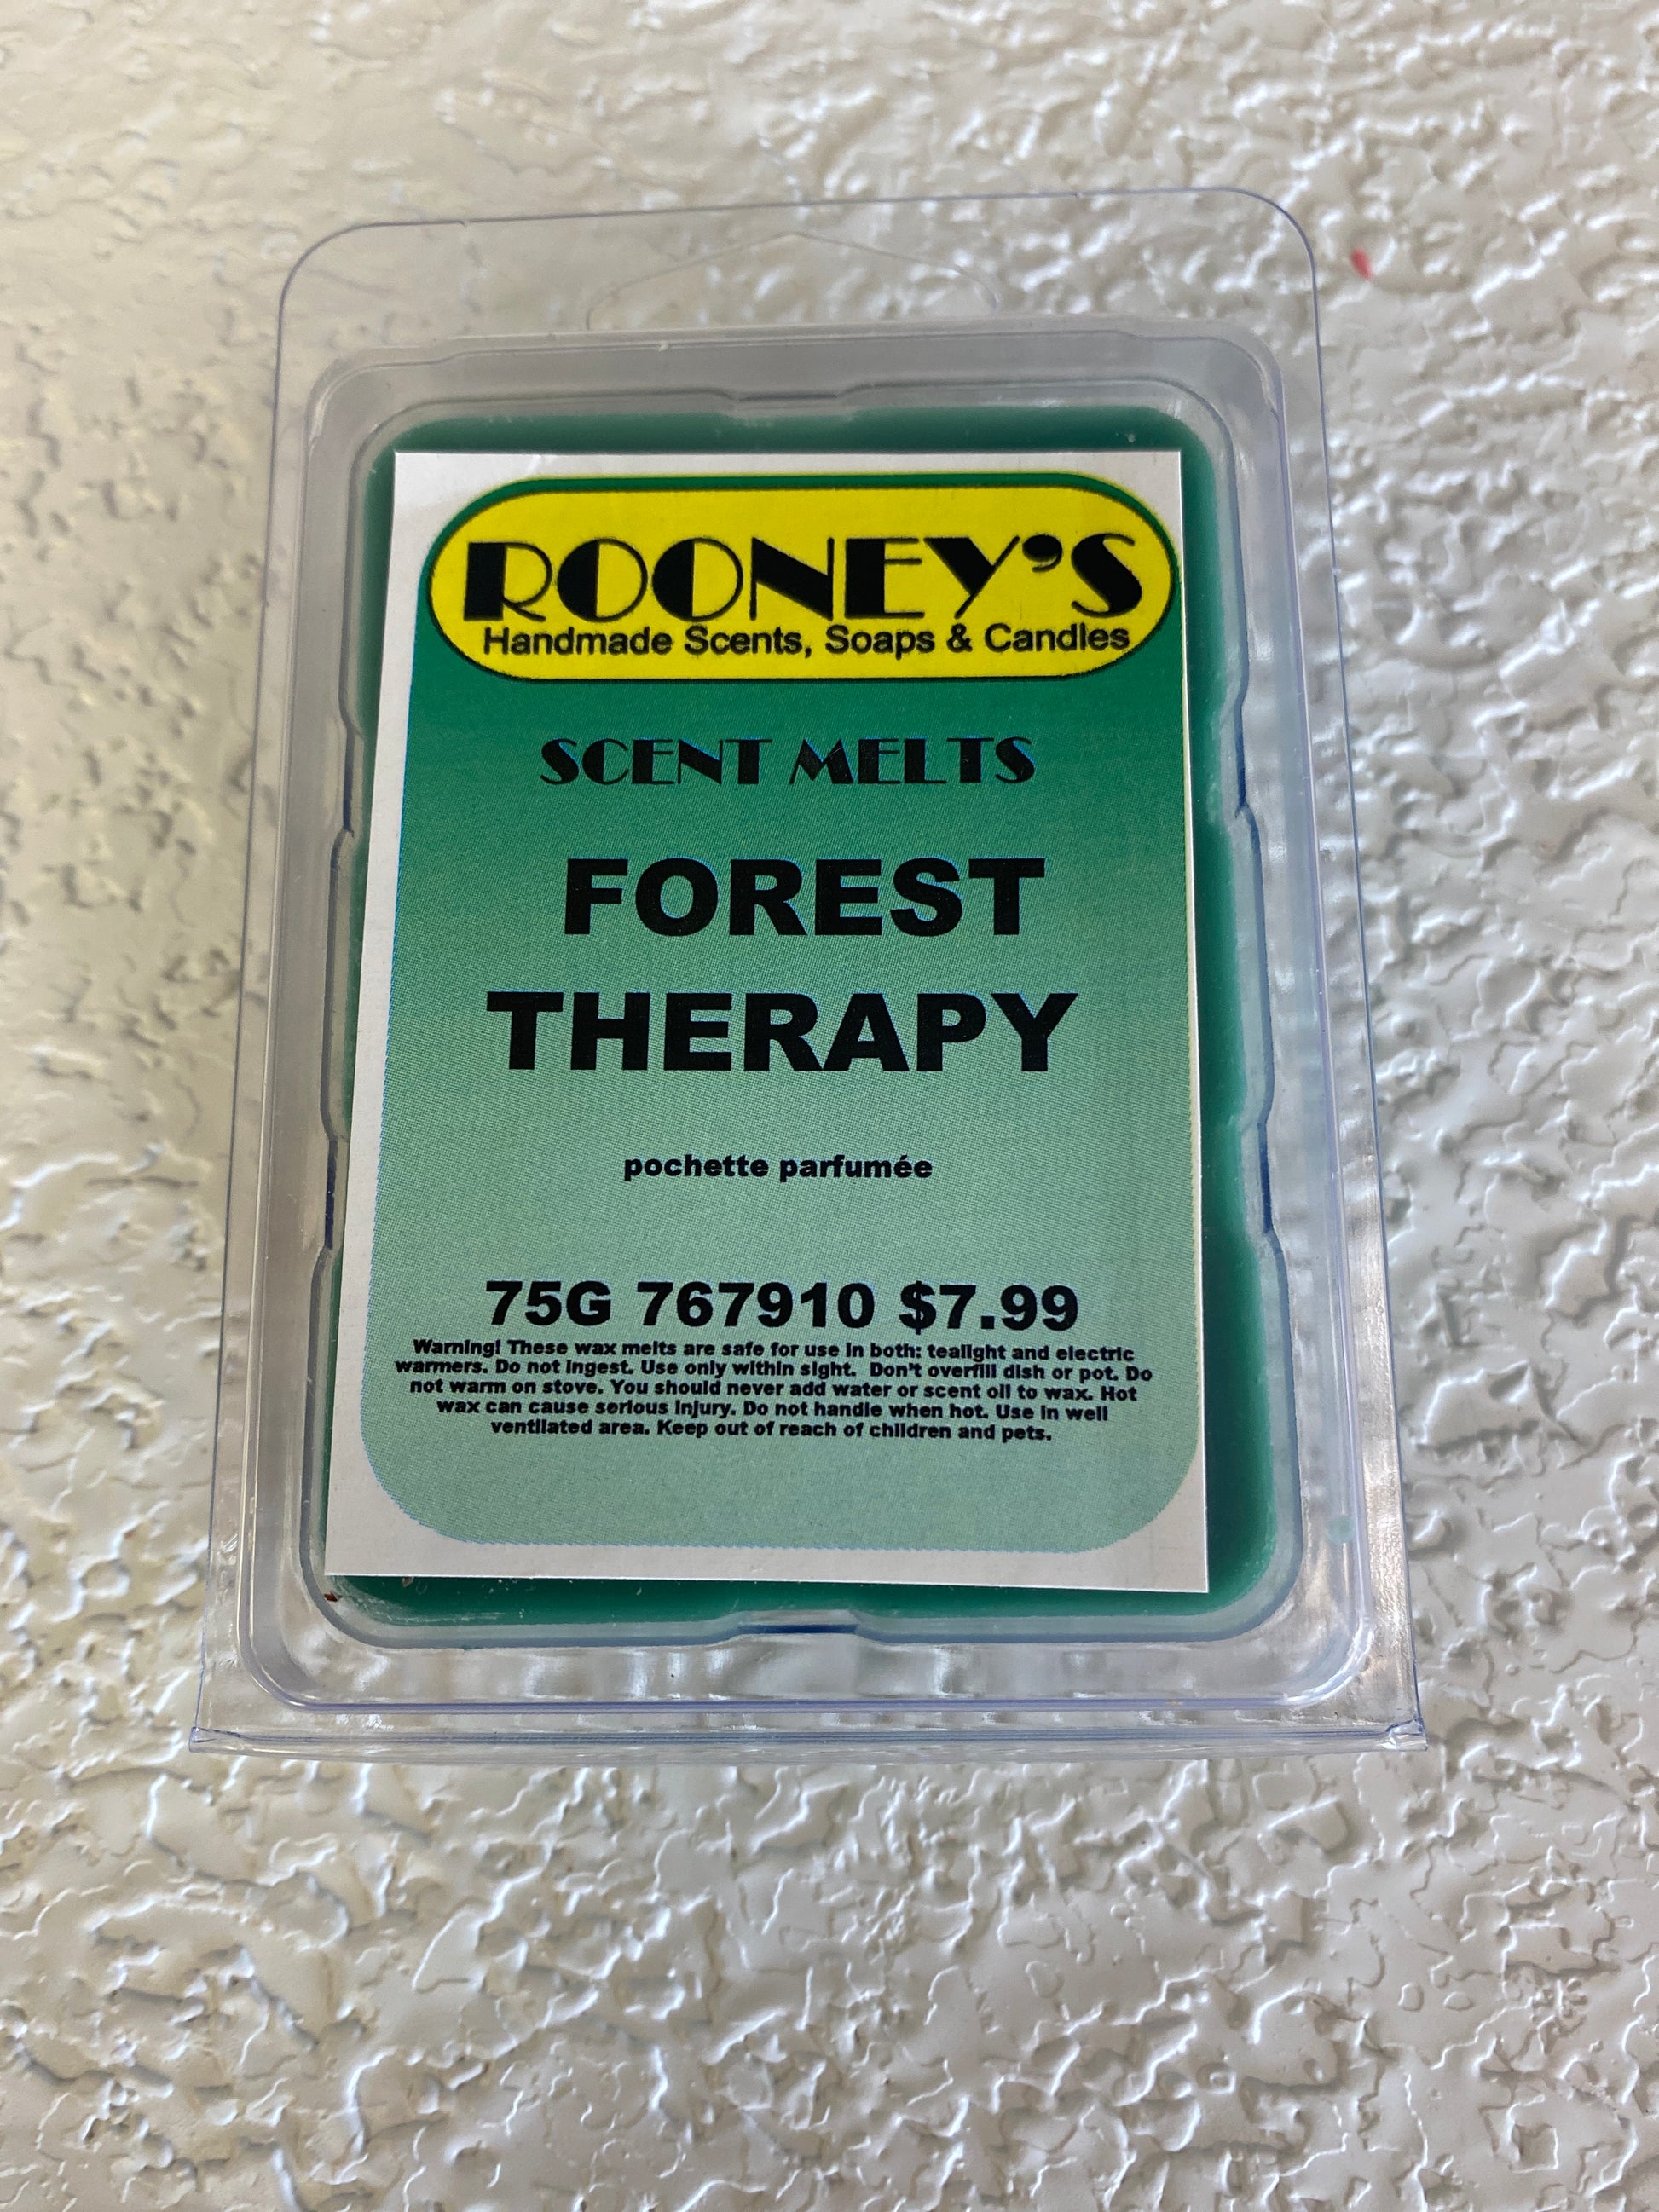 ROONEY'S
Handmade Scents, Soaps & Candles
SCENT MELTS
FOREST
THERAPY
pochette parfumée
75G 767910 $7.99
Warning! These wax melts are safe for use in both: tealight and electric
warmers. Do not ingest. Use only within sight. Don't overfill dish or pot. Do
not warm on stove. You should never add water or scent oil to wax. Hot
wax can cause serious injury. Do not handle when hot. Use in well
ventilated area. Keep out of reach of children and pets.